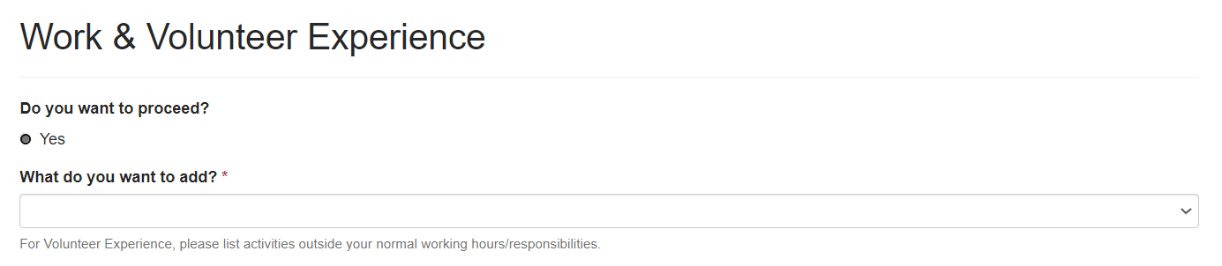 Work & Volunteer Experience
Do you want to proceed?
Yes
What do you want to add? *
For Volunteer Experience, please list activities outside your normal working hours/responsibilities.